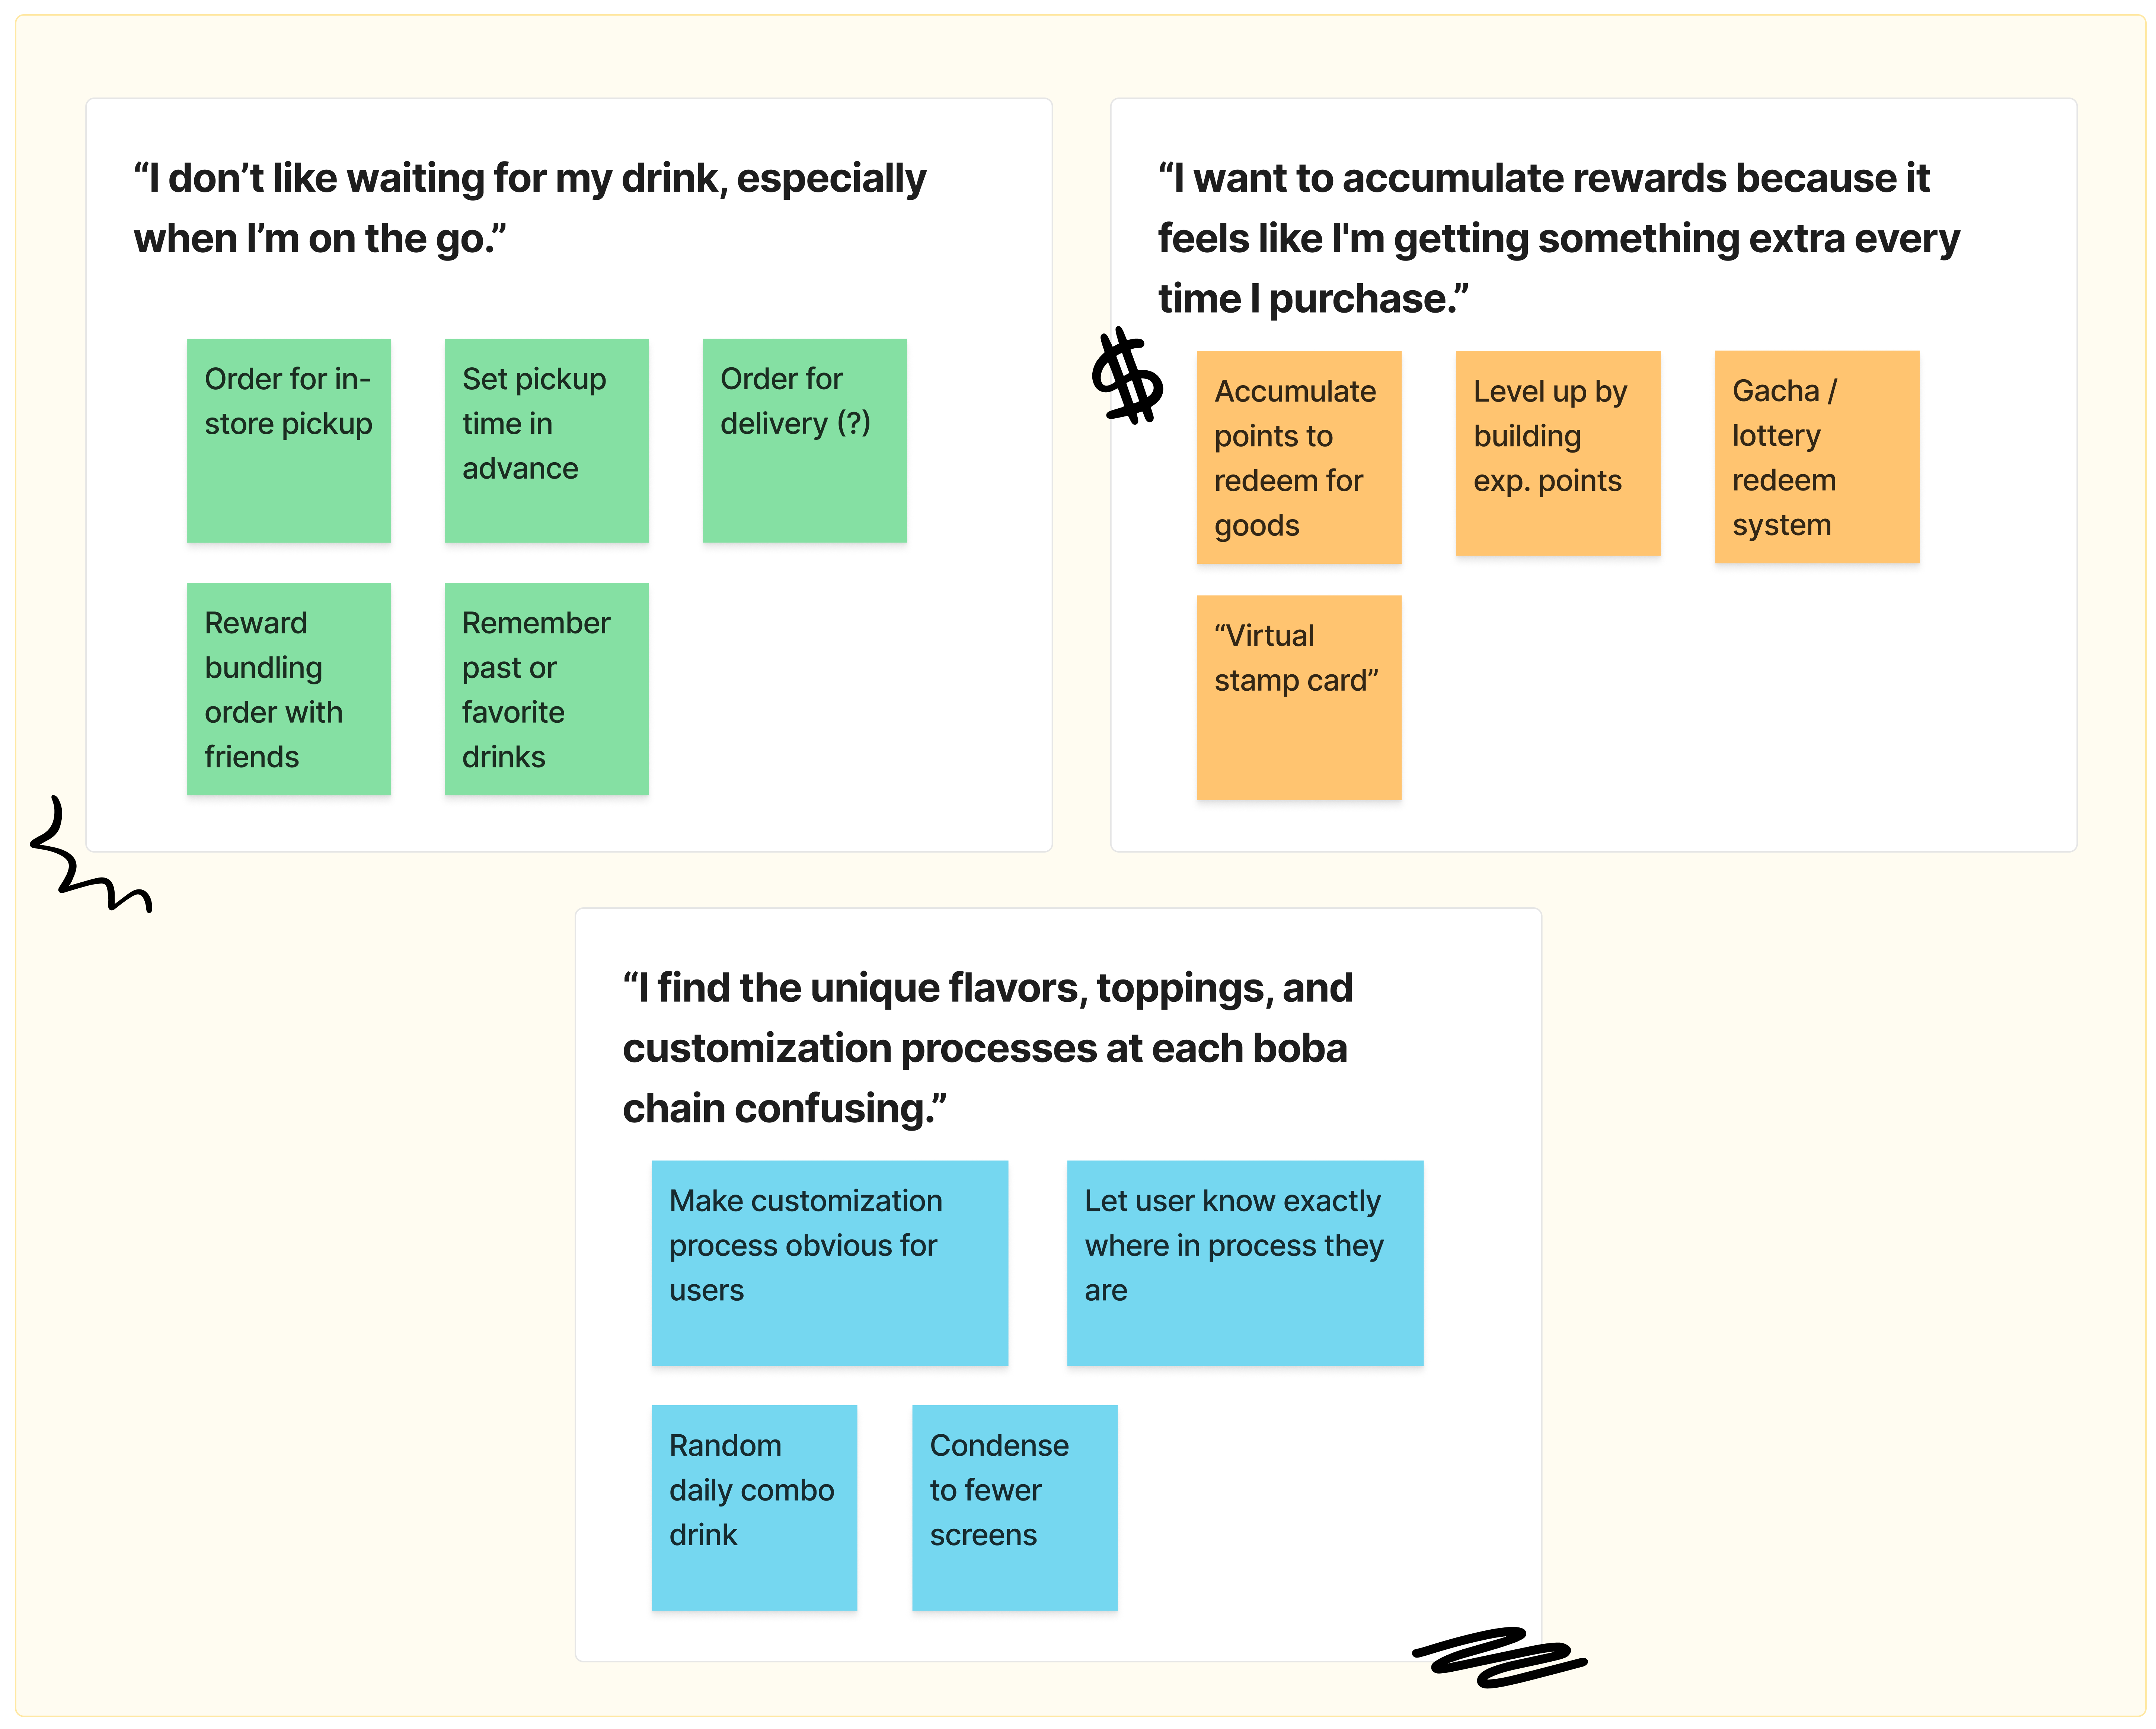 “I don’t like waiting for my drink, especially
when I’m on the go.”
Order for in-
store pickup
Set pickup
time in
advance
Order for
delivery (?)
Reward
bundling
order with
friends
Remember
past or
favorite
drinks
“I want to accumulate rewards because it
feels like I'm getting something extra every
time I purchase.”
$
Accumulate
points to
redeem for
goods
Level up by
building
exp. points
Gacha /
lottery
redeem
system
“Virtual
stamp card”
“I find the unique flavors, toppings, and
customization processes at each boba
chain confusing.”
Make customization
process obvious for
users
Let user know exactly
where in process they
are
Random
daily combo
drink
Condense
to fewer
screens